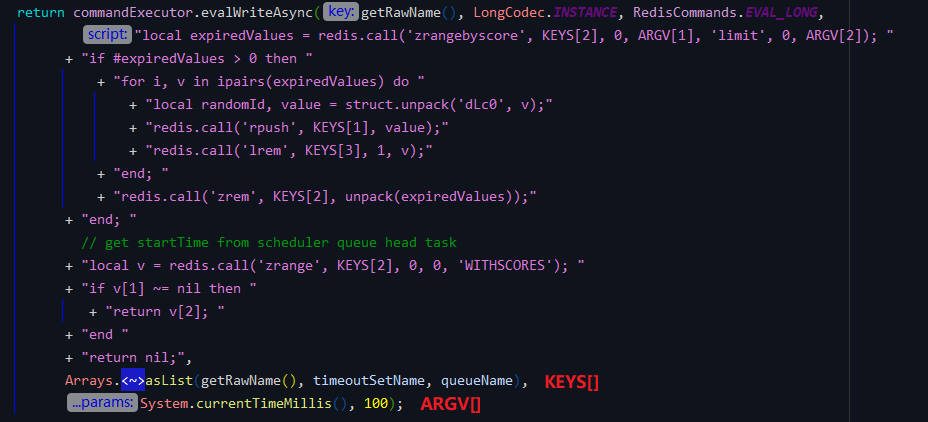 return commandExecutor.evalWriteAsync( key: getRawName(), LongCodec.INSTANCE, RedisCommands.EVAL_LONG,
script: "local expiredValues = redis.call('zrangebyscore', KEYS[2], 0, ARGV[1], 'limit', 0, ARGV[2]); "
+ "if #expiredValues > 0 then "
+ "for i, v in ipairs(expiredValues) do "
+ "local randomId, value = struct.unpack('dLc0', v);"
+ "redis.call('rpush', KEYS[1], value);"
+ "redis.call('lrem', KEYS[3], 1, v);"
+ "end; "
+ "redis.call('zrem', KEYS[2], unpack(expiredValues));"
+ "end; "
// get startTime from scheduler queue head task
+ "local v = redis.call('zrange', KEYS[2], 0, 0, 'WITHSCORES'); "
+ "if v[1] ~= nil then "
+ "return v[2]; "
+ "end "
+ "return nil;",
Arrays.<~>asList(getRawName(), timeoutSetName, queueName), KEYS[]
...params: System.currentTimeMillis(), 100); ARGV[]